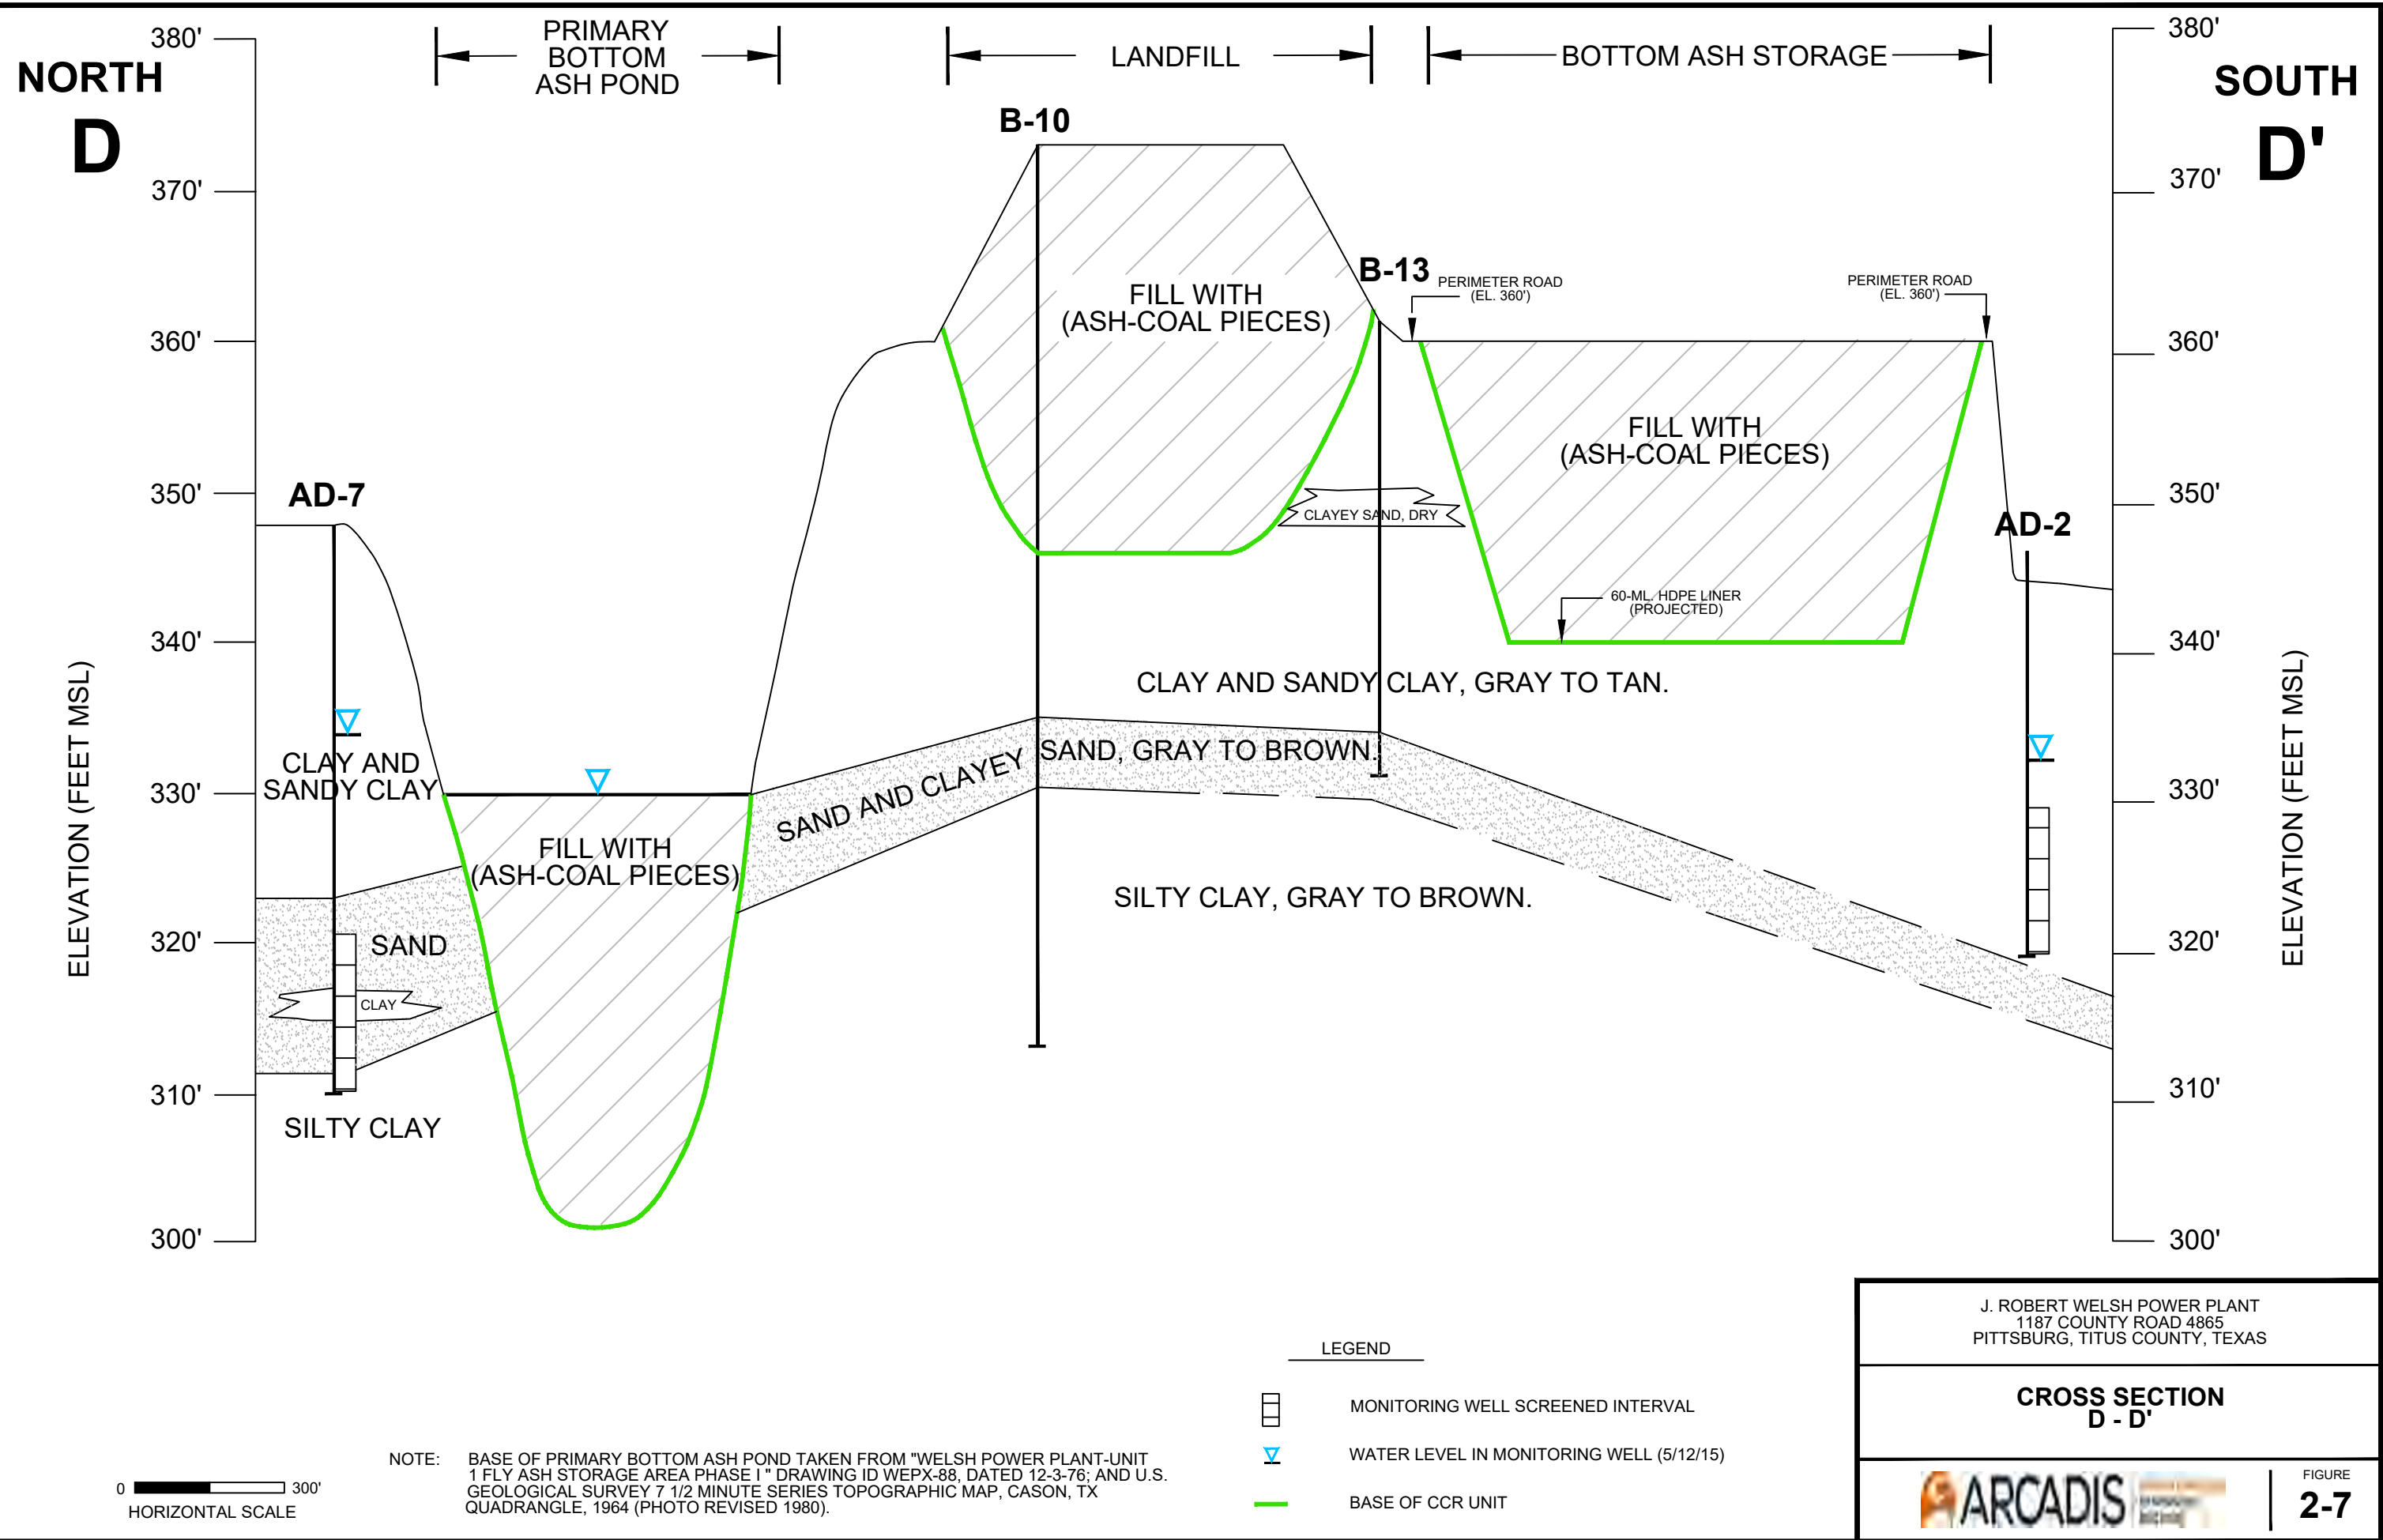 NORTH
D
380'
370'
360'
350'
340'
330'
320'
310'
300'
ELEVATION (FEET MSL)
PRIMARY
BOTTOM
ASH POND
LANDFILL
BOTTOM ASH STORAGE
380'
SOUTH
D'
370'
360'
350'
340'
330'
320'
310'
300'
ELEVATION (FEET MSL)
B-10
B-13
PERIMETER ROAD
(EL. 360')
PERIMETER ROAD
(EL. 360')
FILL WITH
(ASH-COAL PIECES)
FILL WITH
(ASH-COAL PIECES)
AD-7
CLAYEY SAND, DRY
AD-2
60-ML. HDPE LINER
(PROJECTED)
CLAY AND SANDY CLAY, GRAY TO TAN.
CLAY AND
SANDY CLAY
SAND AND CLAYEY SAND, GRAY TO BROWN.
FILL WITH
(ASH-COAL PIECES)
SILTY CLAY, GRAY TO BROWN.
SAND
CLAY
SILTY CLAY
LEGEND
MONITORING WELL SCREENED INTERVAL
WATER LEVEL IN MONITORING WELL (5/12/15)
BASE OF CCR UNIT
0 300'
HORIZONTAL SCALE
NOTE: BASE OF PRIMARY BOTTOM ASH POND TAKEN FROM "WELSH POWER PLANT-UNIT
1 FLY ASH STORAGE AREA PHASE I " DRAWING ID WEPX-88, DATED 12-3-76; AND U.S.
GEOLOGICAL SURVEY 7 1/2 MINUTE SERIES TOPOGRAPHIC MAP, CASON, TX
QUADRANGLE, 1964 (PHOTO REVISED 1980).
J. ROBERT WELSH POWER PLANT
1187 COUNTY ROAD 4865
PITTSBURG, TITUS COUNTY, TEXAS
CROSS SECTION
D - D'
ARCADIS
FIGURE
2-7